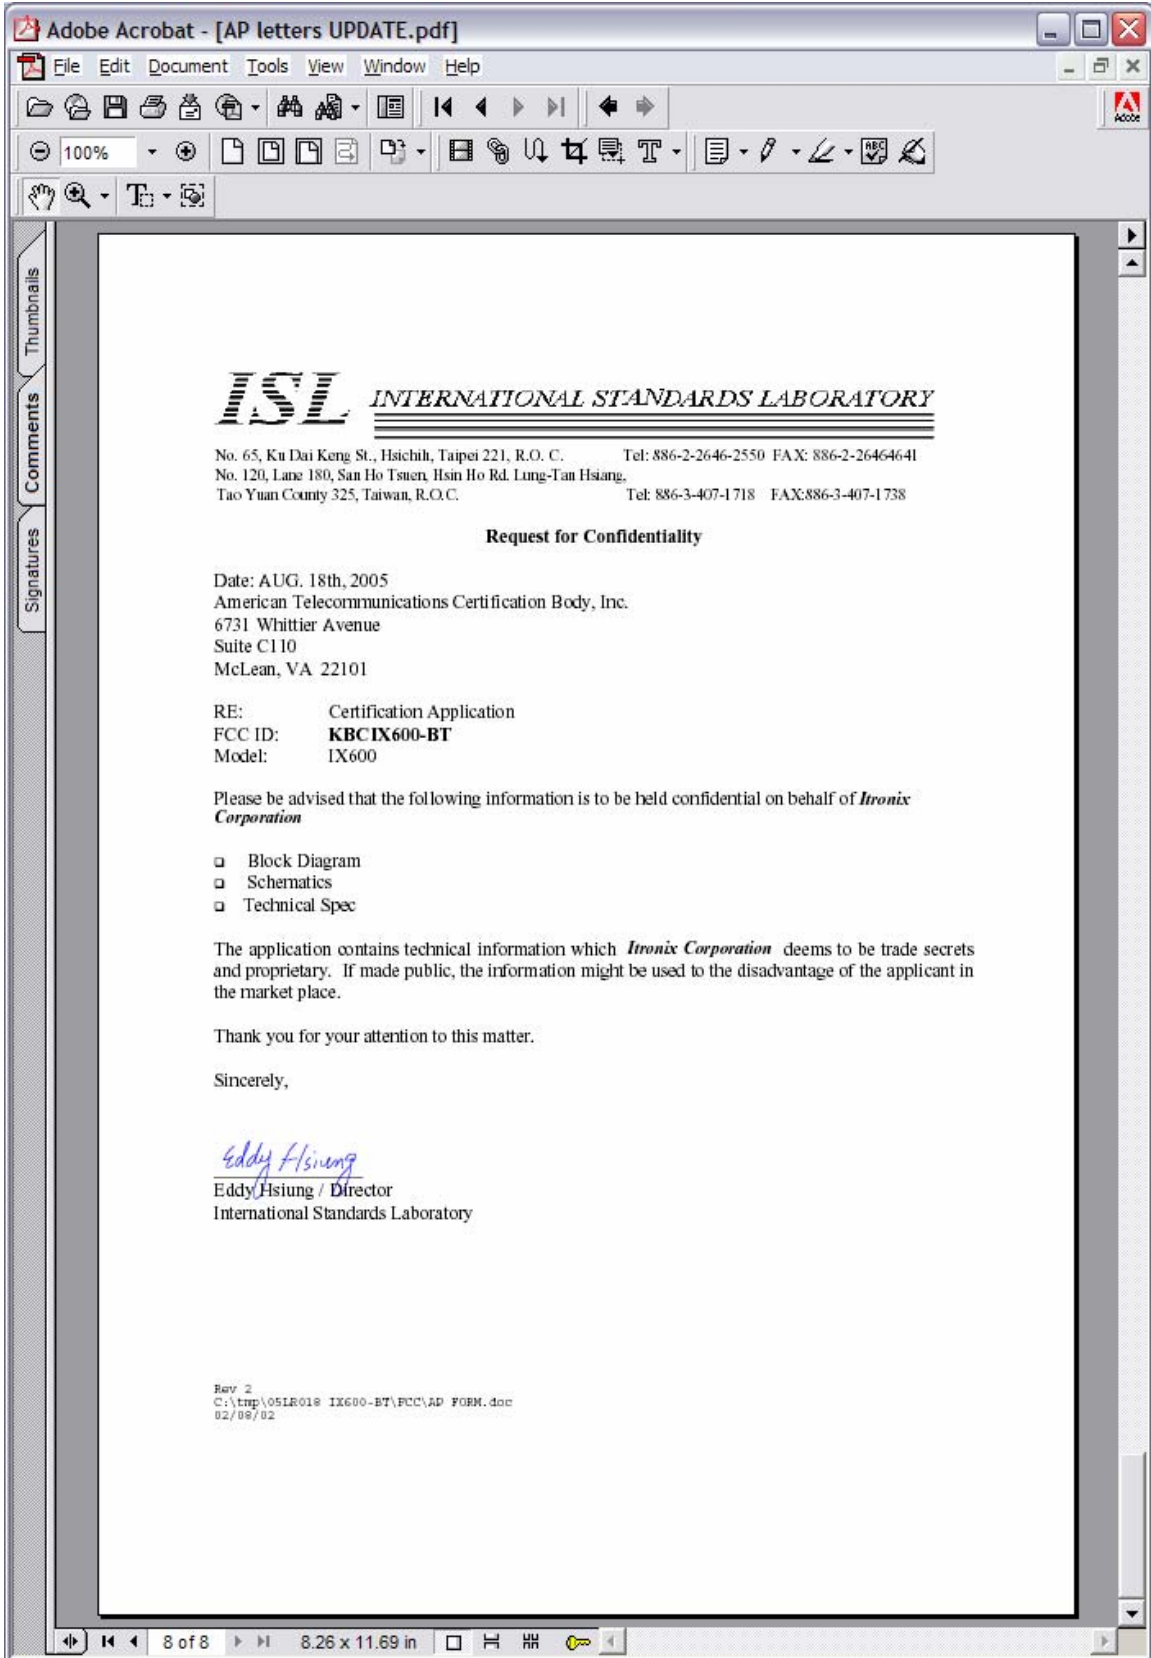 Adobe Acrobat - [AP letters UPDATE.pdf]
File Edit Document Tools View Window Help
Adobe
100%
Thumbnails
Comments
Signatures
ISL INTERNATIONAL STANDARDS LABORATORY
No. 65, Ku Dai Keng St., Hsichih, Taipei 221, R.O. C. Tel: 886-2-2646-2550 FAX: 886-2-26464641
No. 120, Lane 180, San Ho Tsuen, Hsin Ho Rd. Lung-Tan Hsiang,
Tao Yuan County 325, Taiwan, R.O.C. Tel: 886-3-407-1718 FAX:886-3-407-1738
Request for Confidentiality
Date: AUG. 18th, 2005
American Telecommunications Certification Body, Inc.
6731 Whittier Avenue
Suite C110
McLean, VA 22101
RE: Certification Application
FCC ID: KBCIX600-BT
Model: IX600
Please be advised that the following information is to be held confidential on behalf of Itronix
Corporation
Block Diagram
Schematics
Technical Spec
The application contains technical information which Itronix Corporation deems to be trade secrets
and proprietary. If made public, the information might be used to the disadvantage of the applicant in
the market place.
Thank you for your attention to this matter.
Sincerely,
Eddy Hsiung
Eddy Hsiung / Director
International Standards Laboratory
Rev 2
C:\tmp\05LR018 IX600-BT\FCC\AP FORM.doc
02/08/02
8 of 8 8.26 x 11.69 in